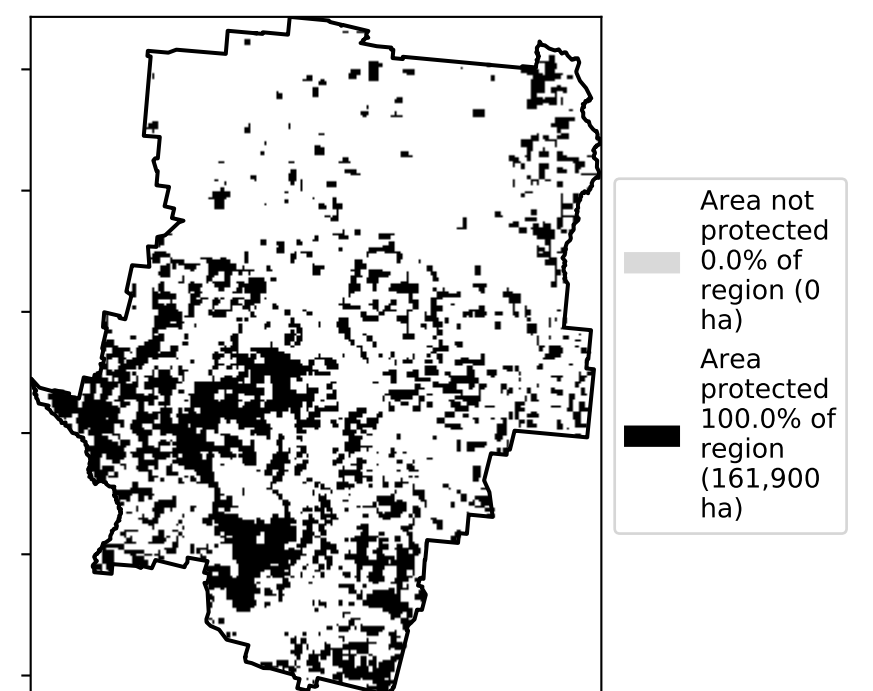 Area not
protected
0.0% of
region (0
ha)
Area
protected
100.0% of
region
(161,900
ha)